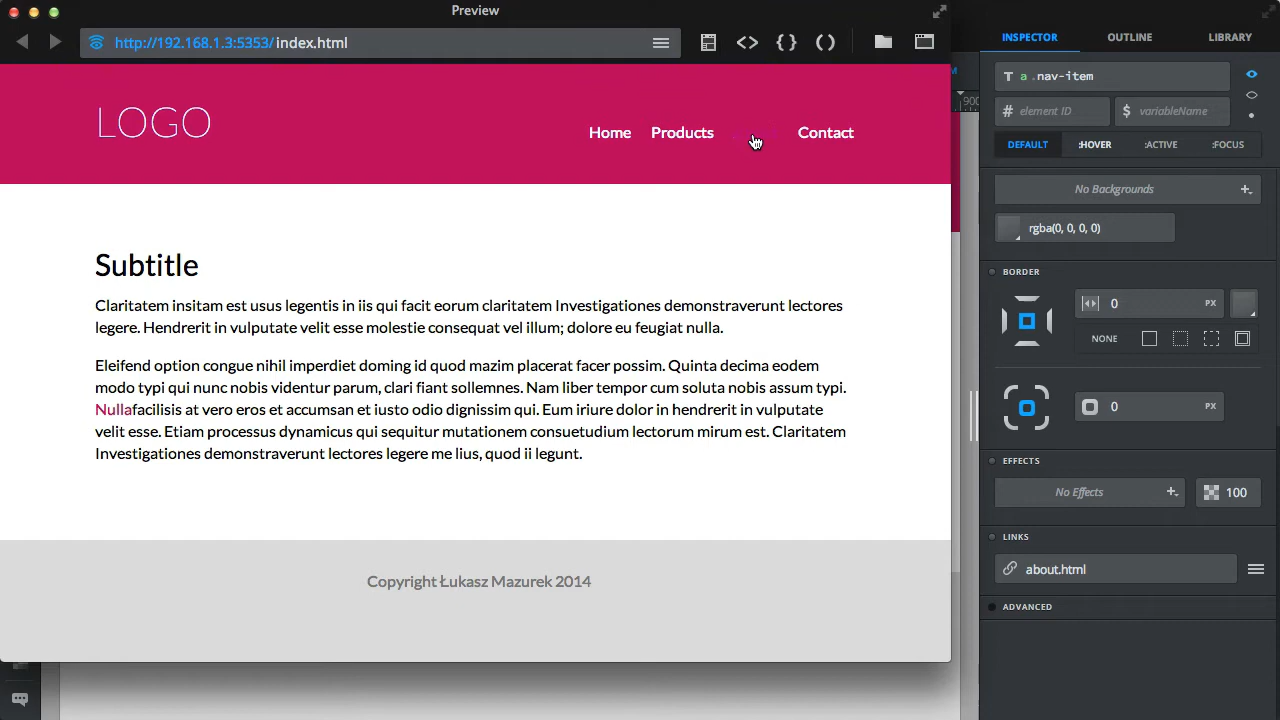 Preview
http://192.168.1.3:5353/index.html
LOGO
Home Products Contact
Subtitle
Claritatem insitam est usus legentis in iis qui facit eorum claritatem Investigationes demonstraverunt lectores
legere. Hendrerit in vulputate velit esse molestie consequat vel illum; dolore eu feugiat nulla.
Eleifend option congue nihil imperdiet doming id quod mazim placerat facer possim. Quinta decima eodem
modo typi qui nunc nobis videntur parum, clari fiant sollemnes. Nam liber tempor cum soluta nobis assum typi.
Nullafacilisis at vero eros et accumsan et iusto odio dignissim qui. Eum iriure dolor in hendrerit in vulputate
velit esse. Etiam processus dynamicus qui sequitur mutationem consuetudium lectorum mirum est. Claritatem
Investigationes demonstraverunt lectores legere me lius, quod ii legunt.
Copyright Łukasz Mazurek 2014
INSPECTOR OUTLINE LIBRARY
T a .nav-item
# element ID $ variableName
DEFAULT :HOVER :ACTIVE :FOCUS
No Backgrounds
rgba(0, 0, 0, 0)
BORDER
0 PX
NONE
0 PX
EFFECTS
No Effects 100
LINKS
about.html
ADVANCED